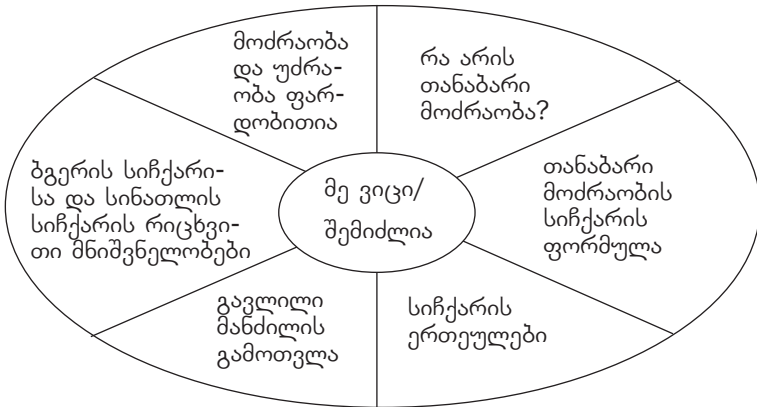 მოძრაობა
და უძრა-
ობა ფარ-
დობითია
რა არის
თანაბარი
მოძრაობა?
ბგერის სიჩქარი-
სა და სინათლის
სიჩქარის რიცხვი-
თი მნიშვნელობები
მე ვიცი/
შემიძლია
თანაბარი
მოძრაობის
სიჩქარის
ფორმულა
გავლილი
მანძილის
გამოთვლა
სიჩქარის
ერთეულები